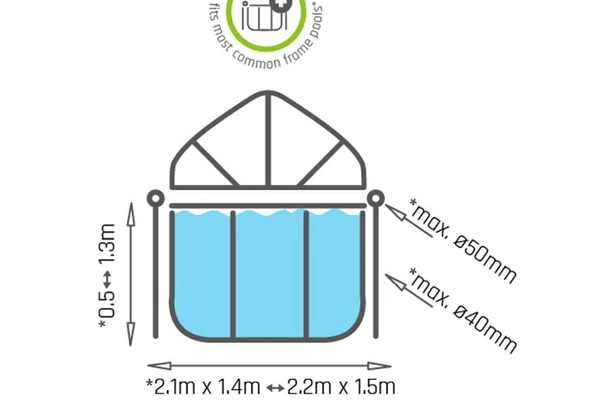 *fits most common frame pools*
*max. ø50mm
*0.5↔1.3m
*max. ø40mm
*2.1m x 1.4m ↔2.2m x 1.5m